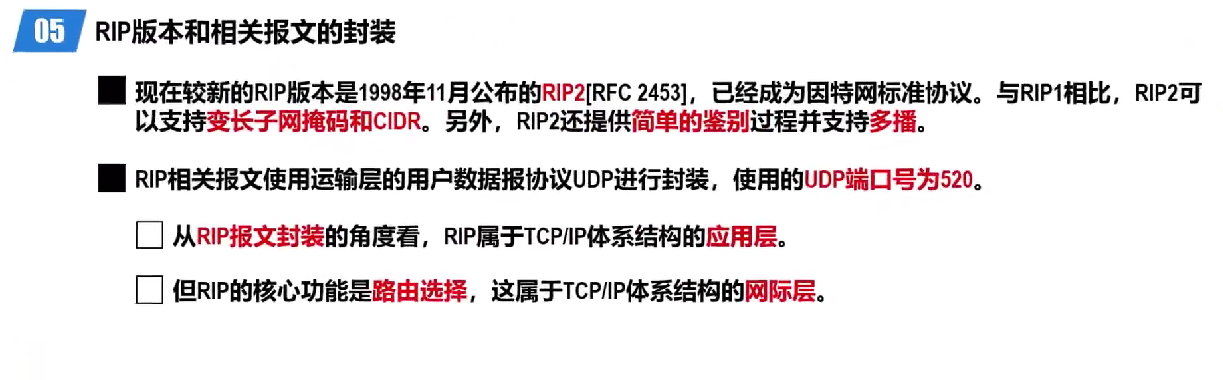 05 RIP版本和相关报文的封装
现在较新的RIP版本是1998年11月公布的RIP2[RFC 2453]，已经成为因特网标准协议。与RIP1相比，RIP2可
以支持变长子网掩码和CIDR。另外，RIP2还提供简单的鉴别过程并支持多播。
RIP相关报文使用运输层的用户数据报协议UDP进行封装，使用的UDP端口号为520。
从RIP报文封装的角度看，RIP属于TCP/IP体系结构的应用层。
但RIP的核心功能是路由选择，这属于TCP/IP体系结构的网际层。